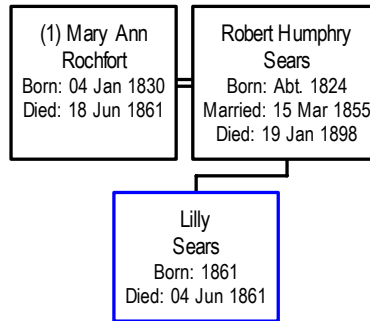 (1) Mary Ann
Rochfort
Born: 04 Jan 1830
Died: 18 Jun 1861
Robert Humphry
Sears
Born: Abt. 1824
Married: 15 Mar 1855
Died: 19 Jan 1898
Lilly
Sears
Born: 1861
Died: 04 Jun 1861